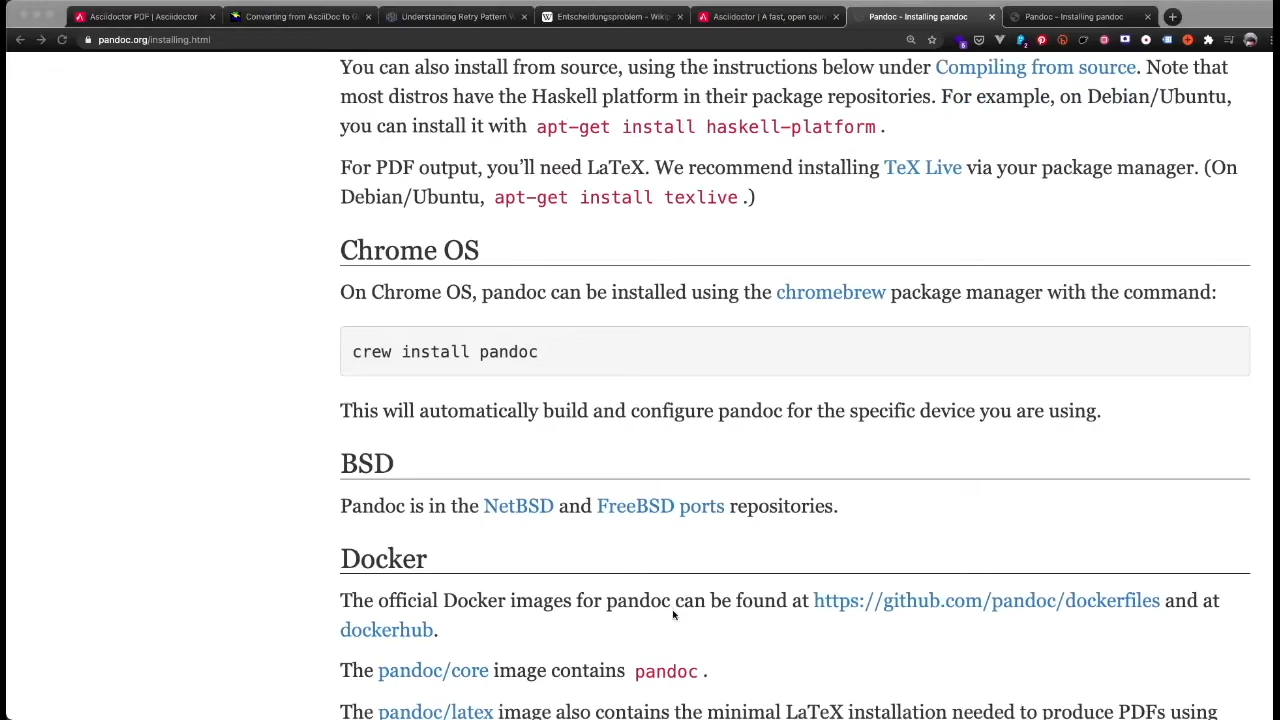 Asciidoctor PDF | Asciidoctor
Converting from AsciiDoc to G
Understanding Retry Pattern V
Entscheidungsproblem - Wikip
Asciidoctor | A fast, open sour
Pandoc - Installing pandoc
Pandoc - Installing pandoc
pandoc.org/installing.html
You can also install from source, using the instructions below under Compiling from source. Note that
most distros have the Haskell platform in their package repositories. For example, on Debian/Ubuntu,
you can install it with apt-get install haskell-platform.
For PDF output, you’ll need LaTeX. We recommend installing TeX Live via your package manager. (On
Debian/Ubuntu, apt-get install texlive.)
Chrome OS
On Chrome OS, pandoc can be installed using the chromebrew package manager with the command:
crew install pandoc
This will automatically build and configure pandoc for the specific device you are using.
BSD
Pandoc is in the NetBSD and FreeBSD ports repositories.
Docker
The official Docker images for pandoc can be found at https://github.com/pandoc/dockerfiles and at
dockerhub.
The pandoc/core image contains pandoc.
The pandoc/latex image also contains the minimal LaTeX installation needed to produce PDFs using